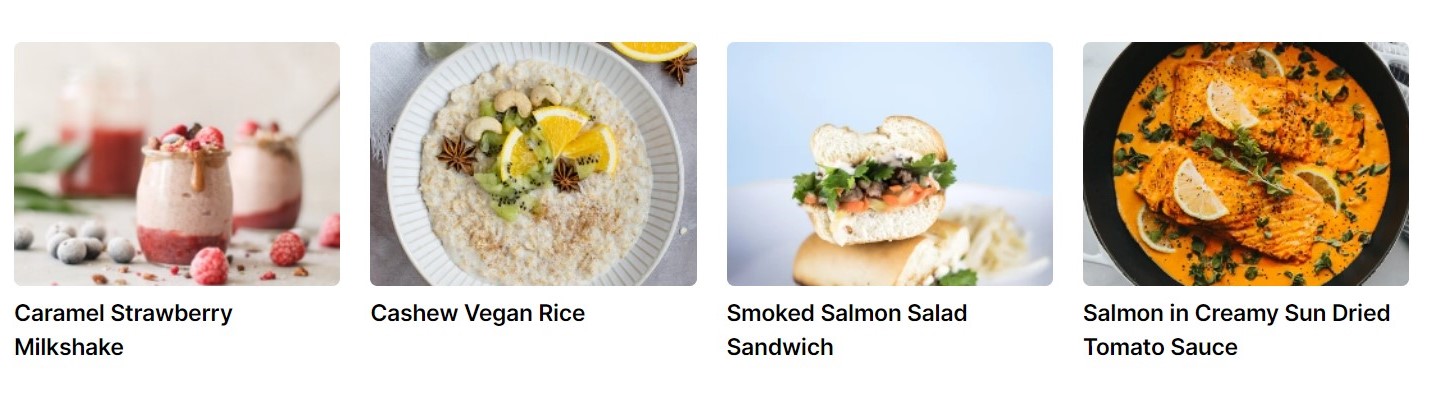 Caramel Strawberry
Milkshake
Cashew Vegan Rice
Smoked Salmon Salad
Sandwich
Salmon in Creamy Sun Dried
Tomato Sauce